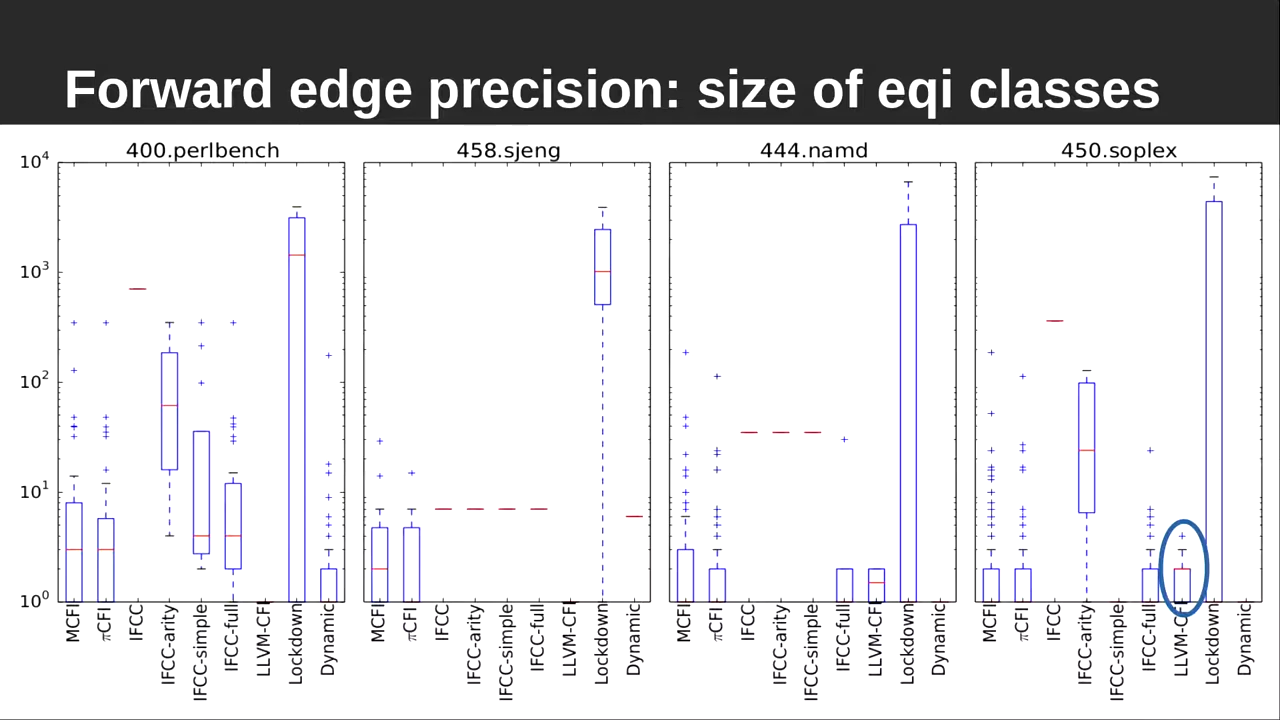 Forward edge precision: size of eqi classes
400.perlbench
458.sjeng
444.namd
450.soplex
10^4
10^3
10^2
10^1
10^0
MCFI
πCFI
IFCC
IFCC-arity
IFCC-simple
IFCC-full
LLVM-CFI
Lockdown
Dynamic
MCFI
πCFI
IFCC
IFCC-arity
IFCC-simple
IFCC-full
LLVM-CFI
Lockdown
Dynamic
MCFI
πCFI
IFCC
IFCC-arity
IFCC-simple
IFCC-full
LLVM-CFI
Lockdown
Dynamic
MCFI
πCFI
IFCC
IFCC-arity
IFCC-simple
IFCC-full
LLVM-CFI
Lockdown
Dynamic